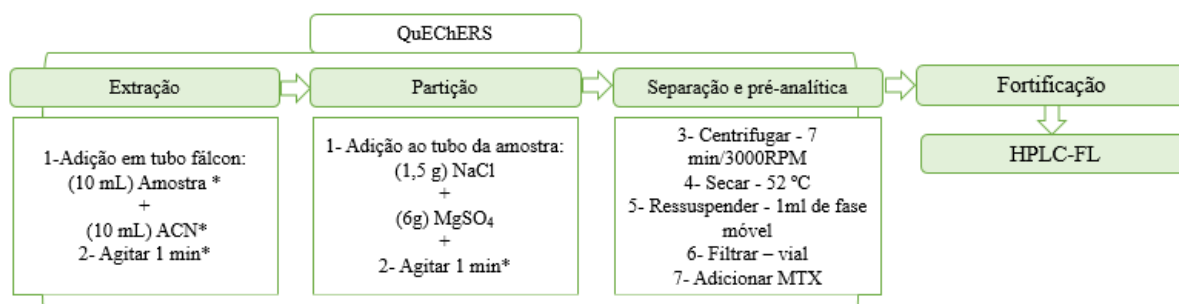 QuEChERS
Extração
1-Adição em tubo fálcon:
(10 mL) Amostra *
+
(10 mL) ACN*
2- Agitar 1 min*
Partição
1- Adição ao tubo da amostra:
(1,5 g) NaCl
+
(6g) MgSO₄
+
2- Agitar 1 min*
Separação e pré-analítica
3- Centrifugar - 7
min/3000RPM
4- Secar - 52 ºC
5- Ressuspender - 1ml de fase
móvel
6- Filtrar – vial
7- Adicionar MTX
Fortificação
HPLC-FL